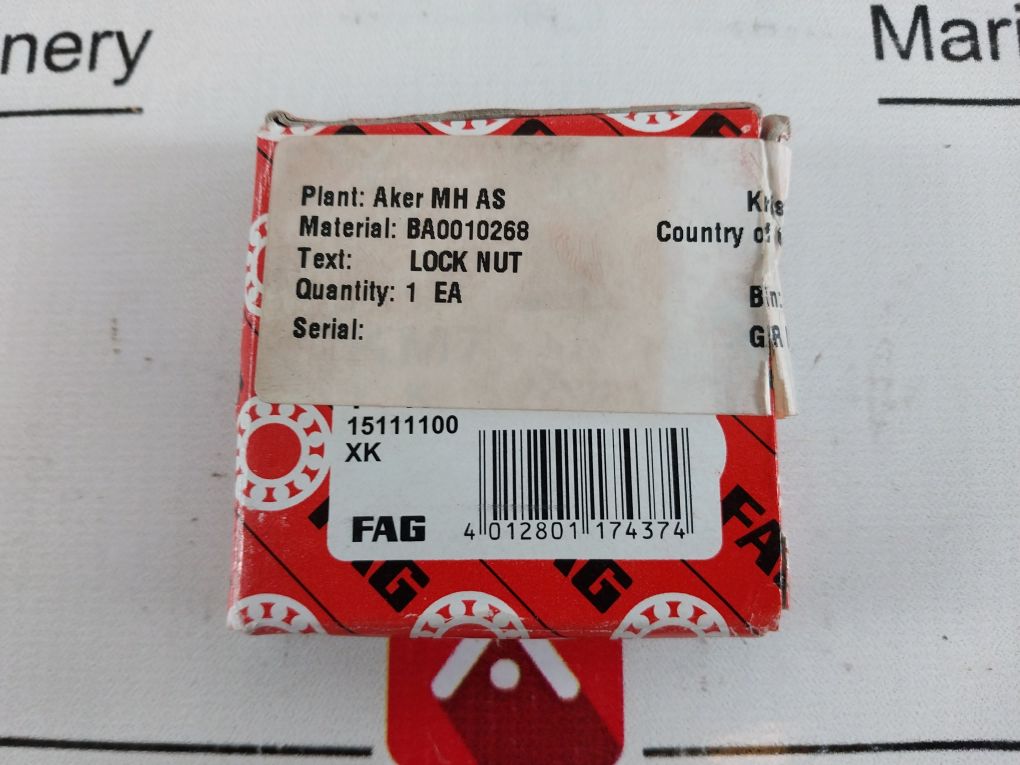 nery
Mari
Plant: Aker MH AS
Material: BA0010268
Country of
Text: LOCK NUT
Quantity: 1 EA
Serial:
15111100
XK
FAG
4 012801 174374
FAG
FAG